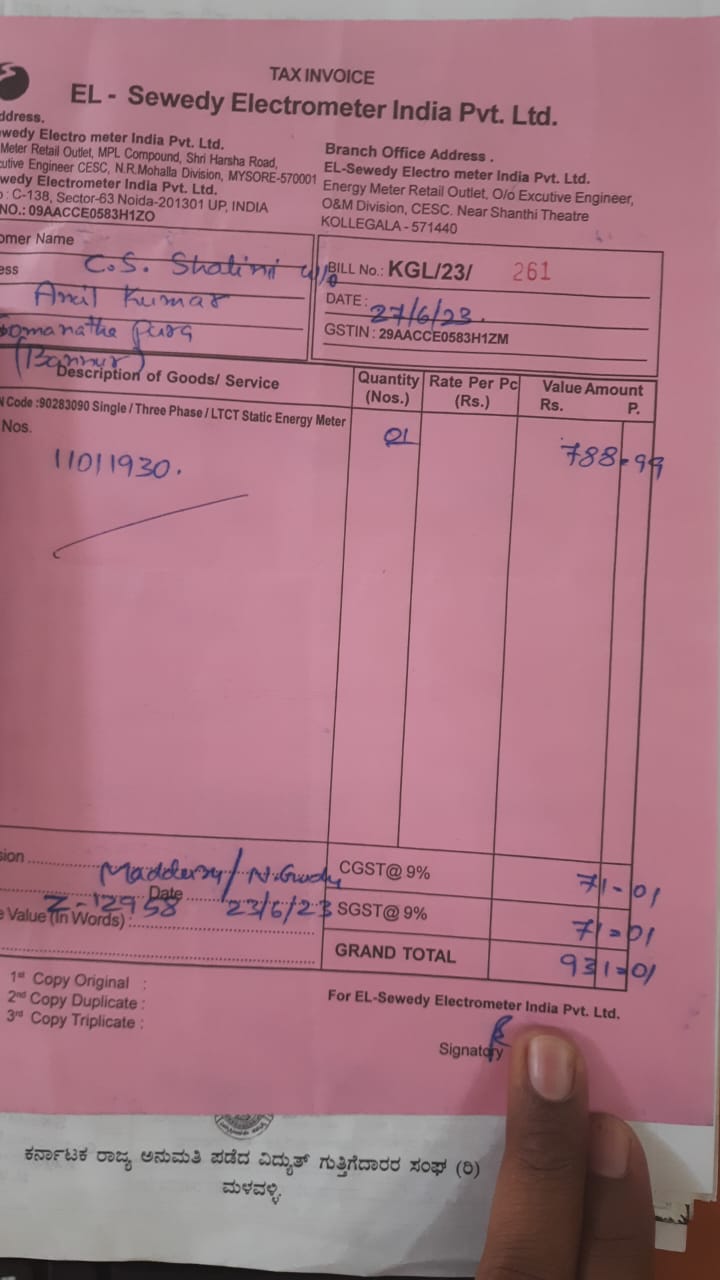 TAX INVOICE
EL - Sewedy Electrometer India Pvt. Ltd.
ddress.
wedy Electro meter India Pvt. Ltd.
Meter Retail Outlet, MPL Compound, Shri Harsha Road,
cutive Engineer CESC, N.R.Mohalla Division, MYSORE-570001
wedy Electrometer India Pvt. Ltd.
: C-138, Sector-63 Noida-201301 UP, INDIA
NO.: 09AACCE0583H1ZO
Branch Office Address .
EL-Sewedy Electro meter India Pvt. Ltd.
Energy Meter Retail Outlet, O/o Excutive Engineer,
O&M Division, CESC. Near Shanthi Theatre
KOLLEGALA - 571440
omer Name
C.S. Shalini w/o
ess
Anil Kumar
Somanatha Pura
(Bannur)
BILL No.: KGL/23/ 261
DATE : 27/6/23.
GSTIN : 29AACCE0583H1ZM
Description of Goods/ Service Quantity (Nos.) Rate Per Pc (Rs.) Value Amount Rs. P.
N Code :90283090 Single / Three Phase / LTCT Static Energy Meter
Nos.
11011930. 01 788-99
sion Maddury/ CGST@ 9% 71-01
Z-12958 Date 23/6/23 SGST@ 9% 71=01
e Value (In Words) :
GRAND TOTAL 931=01
1st Copy Original :
2nd Copy Duplicate :
3rd Copy Triplicate :
For EL-Sewedy Electrometer India Pvt. Ltd.
Signatory
ಕರ್ನಾಟಕ ರಾಜ್ಯ ಅನುಮತಿ ಪಡೆದ ವಿದ್ಯುತ್ ಗುತ್ತಿಗೆದಾರರ ಸಂಘ (ರಿ)
ಮಳವಳ್ಳಿ